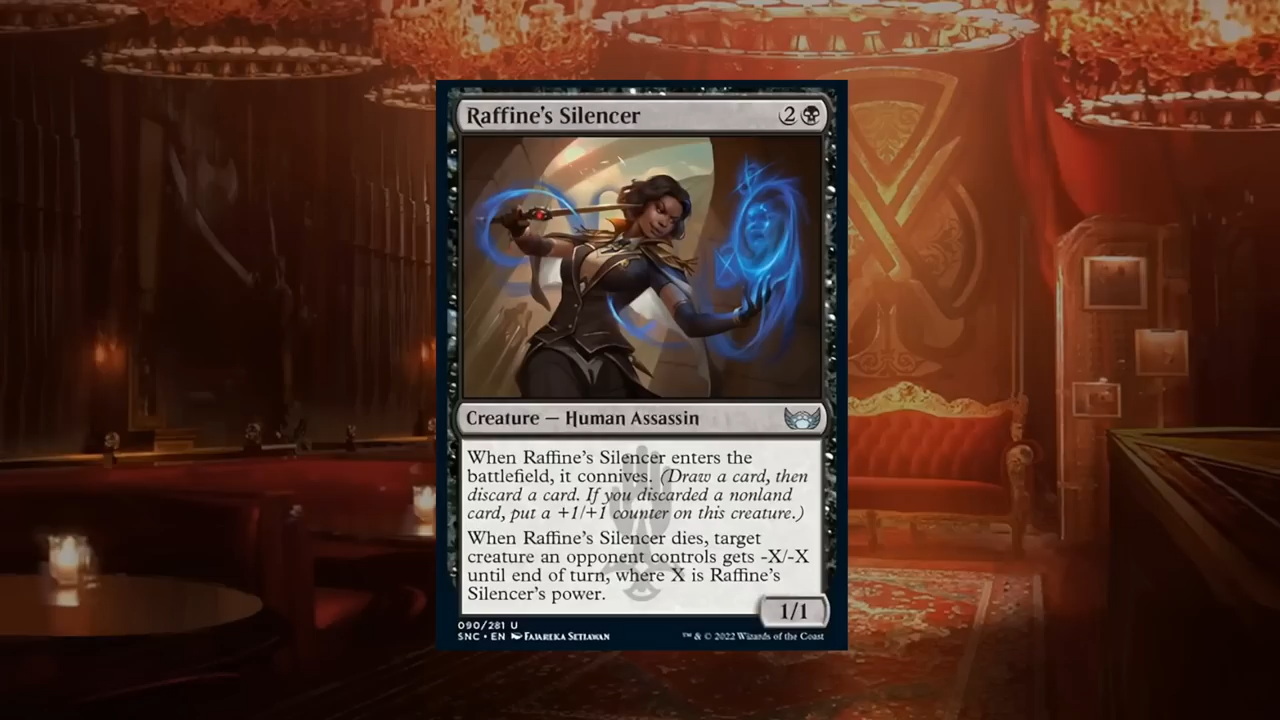 Raffine's Silencer 2
Creature — Human Assassin
When Raffine's Silencer enters the
battlefield, it connives. (Draw a card, then
discard a card. If you discarded a nonland
card, put a +1/+1 counter on this creature.)
When Raffine's Silencer dies, target
creature an opponent controls gets -X/-X
until end of turn, where X is Raffine's
Silencer's power.
1/1
090/281 U
SNC • EN Fajareka Setiawan
™ & © 2022 Wizards of the Coast